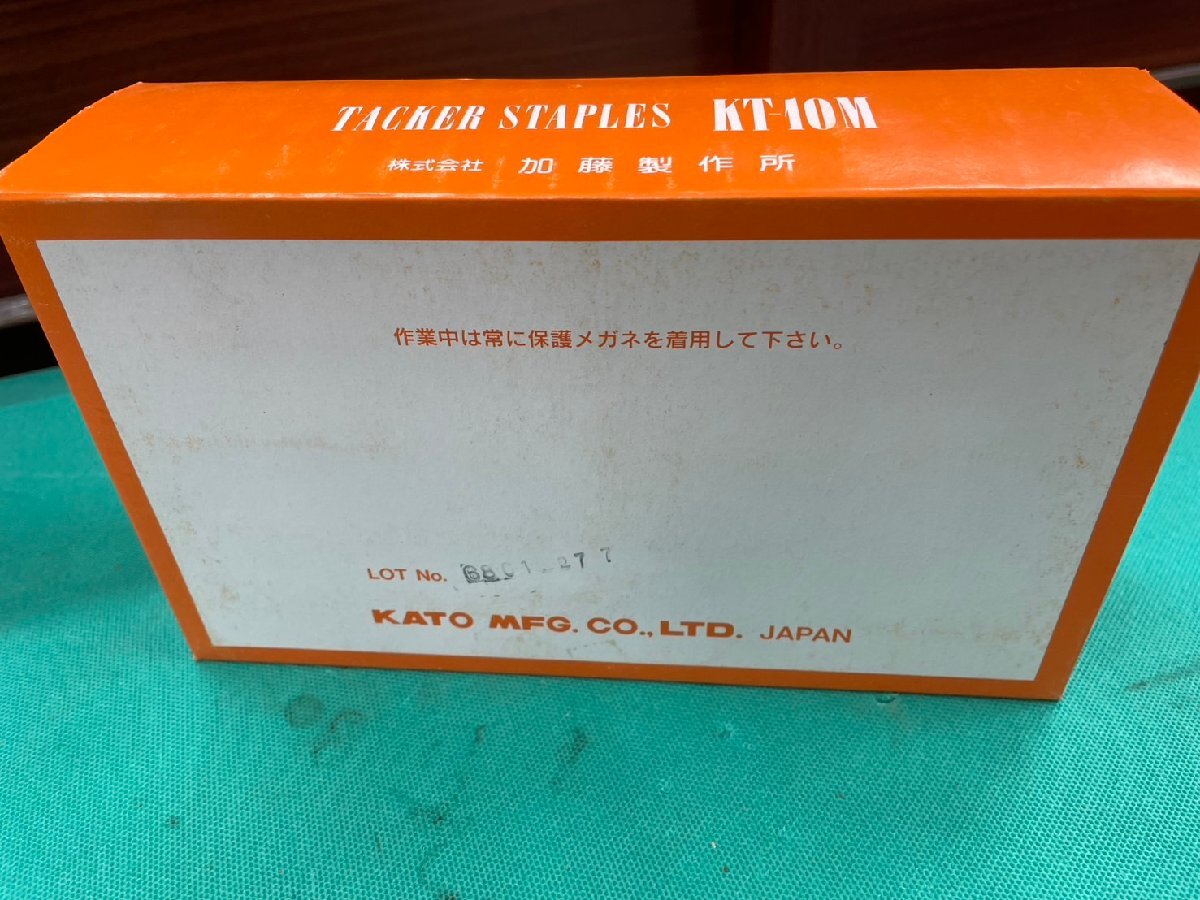 TACKER STAPLES KT-10M
株式会社 加藤製作所
作業中は常に保護メガネを着用して下さい。
LOT No.
KATO MFG. CO., LTD. JAPAN